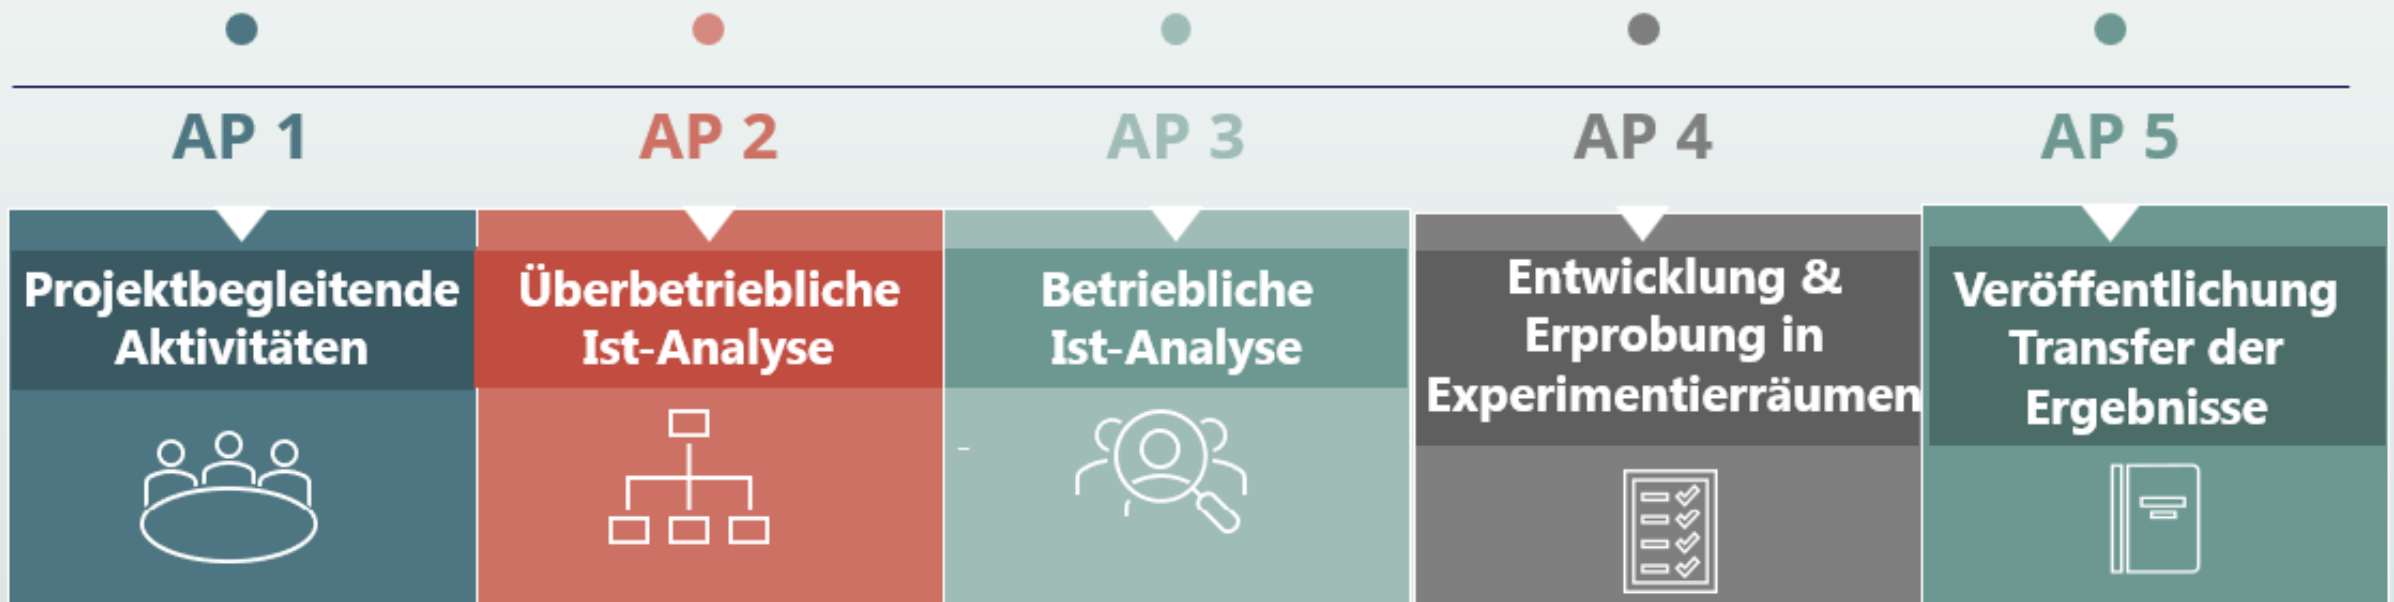 AP 1
AP 2
AP 3
AP 4
AP 5
Projektbegleitende
Aktivitäten
Überbetriebliche
Ist-Analyse
Betriebliche
Ist-Analyse
Entwicklung &
Erprobung in
Experimentierräumen
Veröffentlichung
Transfer der
Ergebnisse